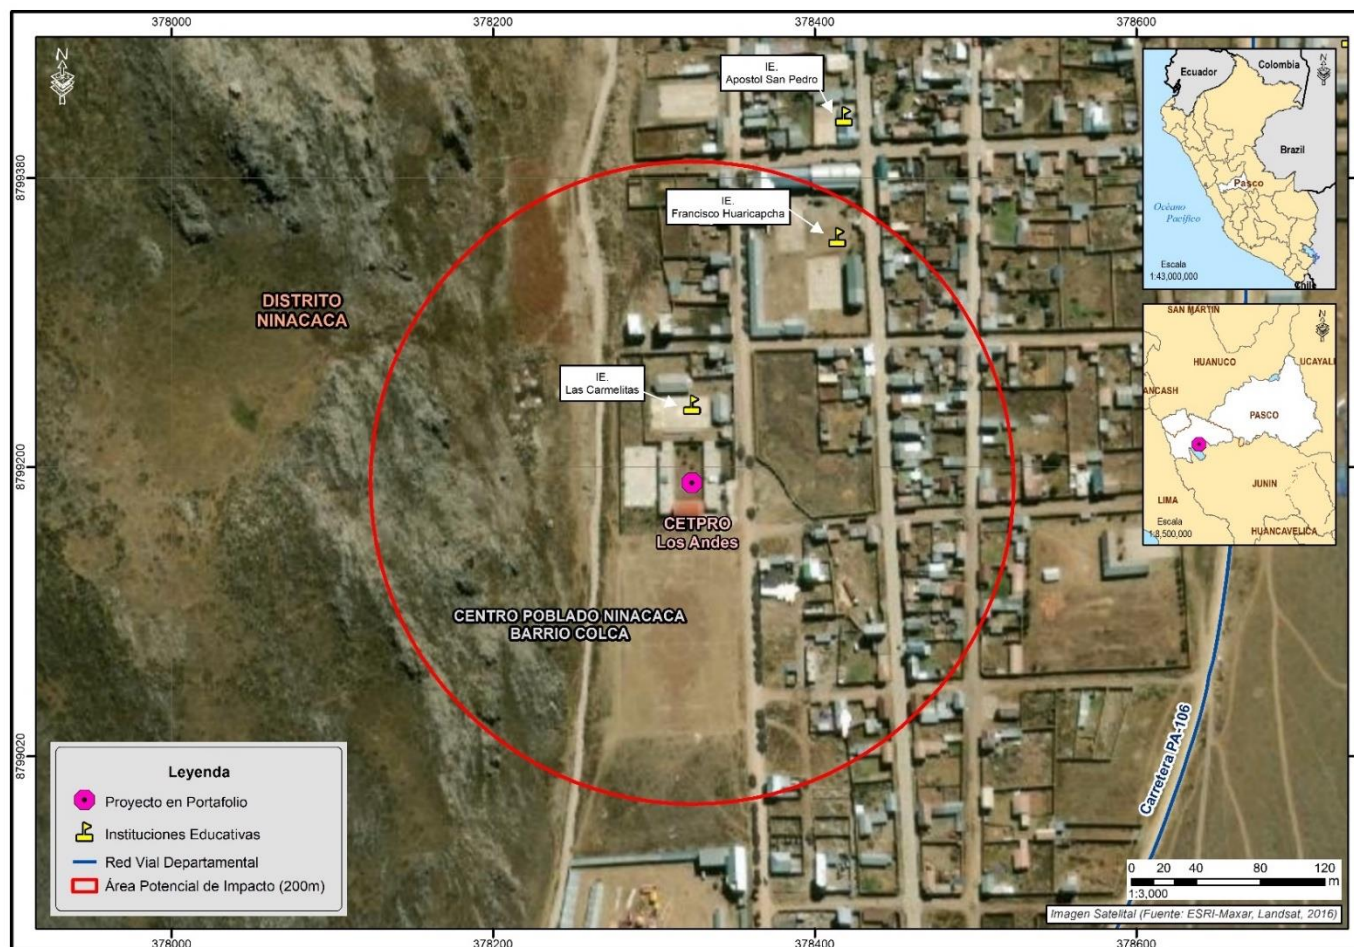 378000
378200
378400
378600
N
IE.
Apostol San Pedro
8799380
IE.
Francisco Huaricapcha
DISTRITO
NINACACA
IE.
Las Carmelitas
8799200
CETPRO
Los Andes
CENTRO POBLADO NINACACA
BARRIO COLCA
8799020
Carretera PA-106
Ecuador
Colombia
N
Brazil
Pasco
Océano
Pacífico
Escala
1:43,000,000
Chile
SAN MARTIN
N
HUANUCO
UCAYALI
ANCASH
PASCO
JUNIN
LIMA
Escala
1:3,500,000
HUANCAVELICA
Leyenda
Proyecto en Portafolio
Instituciones Educativas
Red Vial Departamental
Área Potencial de Impacto (200m)
0 20 40 80 120
m
1:3,000
Imagen Satelital (Fuente: ESRI-Maxar, Landsat, 2016)
378000
378200
378400
378600